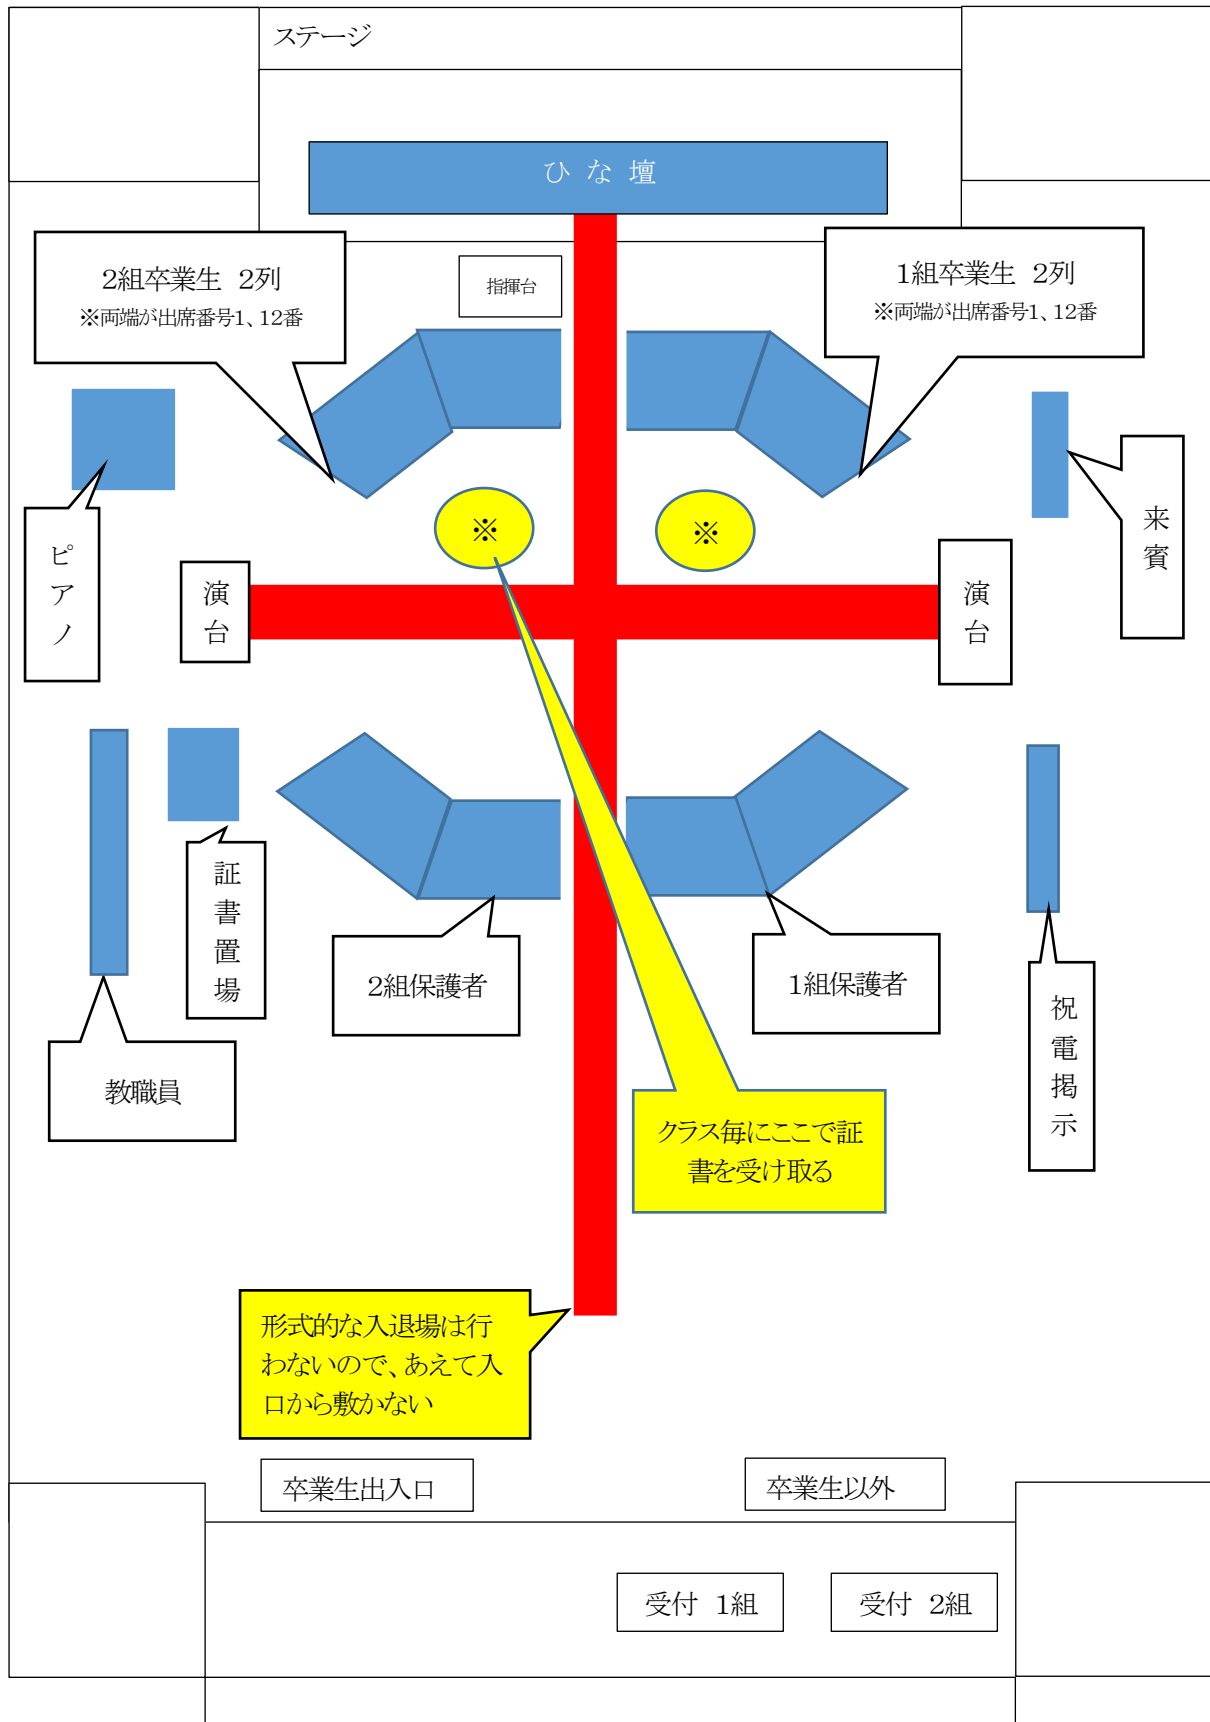 ステージ
ひ な 壇
2組卒業生 2列
※両端が出席番号1、12番
指揮台
1組卒業生 2列
※両端が出席番号1、12番
ピアノ
※
※
来賓
演台
演台
証書置場
2組保護者
1組保護者
祝電掲示
教職員
クラス毎にここで証
書を受け取る
形式的な入退場は行
わないので、あえて入
口から敷かない
卒業生出入口
卒業生以外
受付 1組
受付 2組